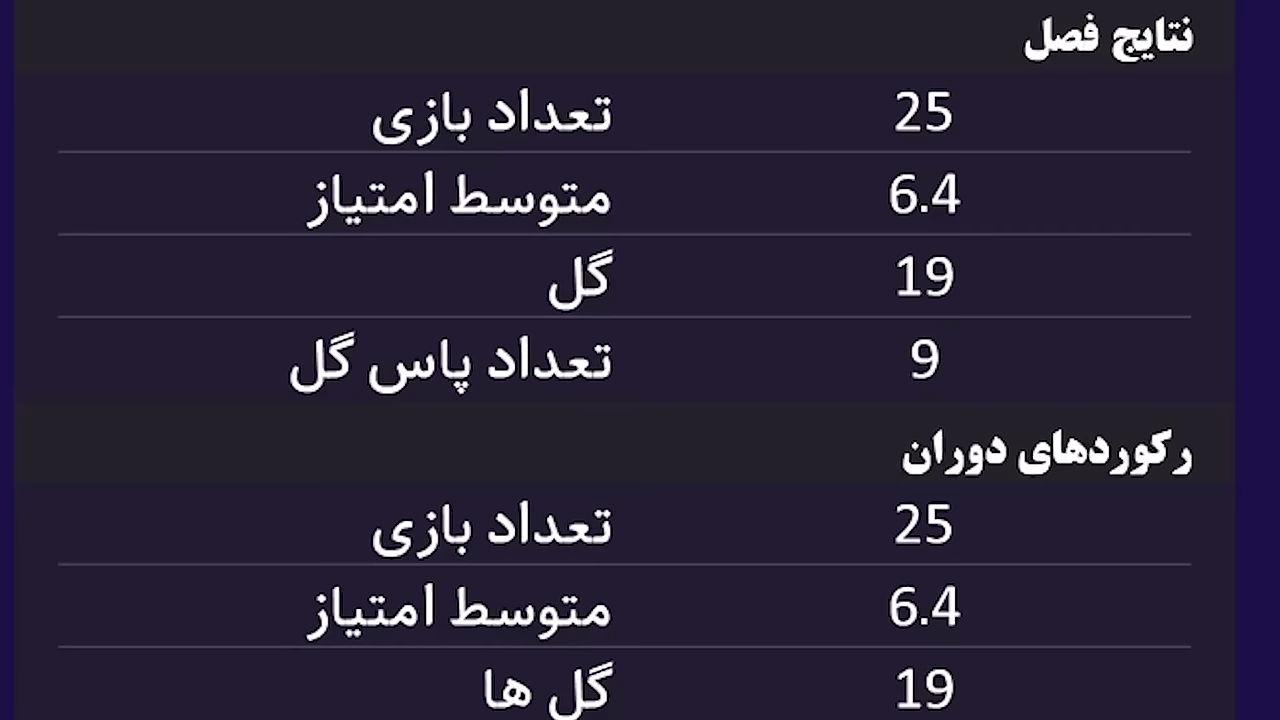 نتایج فصل
25 تعداد بازی
6.4 متوسط امتیاز
19 گل
9 تعداد پاس گل
رکوردهای دوران
25 تعداد بازی
6.4 متوسط امتیاز
19 گل ها